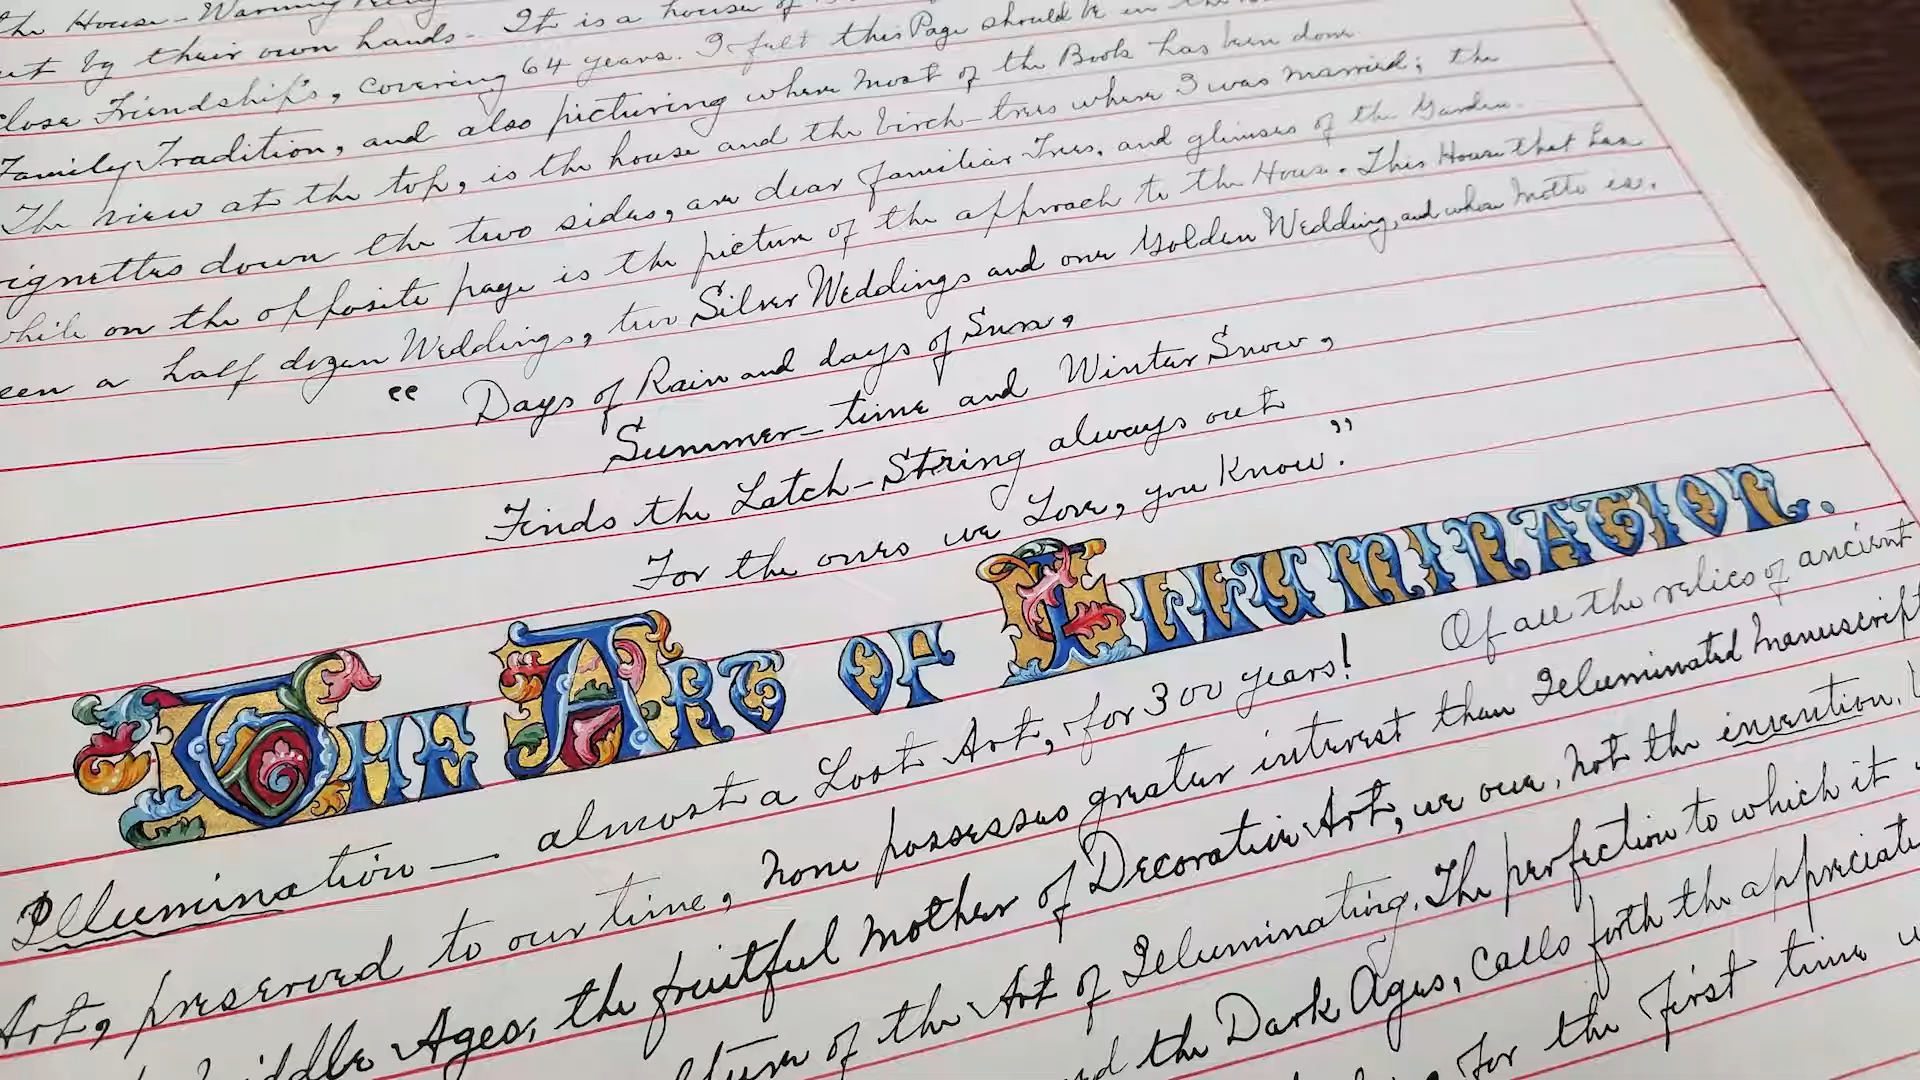 the House-Warming
by their own hands - It is a house of
close Friendship's, covering 64 years. I felt this Page should be in the
Family Tradition, and also picturing where most of the Book has been done
The view at the top, is the house and the birch-trees where I was married; the
vignettes down the two sides, are dear familiar Trees, and glimses of the Garden.
while on the opposite page is the picture of the approach to the House. This House that has
been a half dozen Weddings, two Silver Weddings and one Golden Wedding, and whose Motto is.
" Days of Rain and days of Sun,
Summer-time and Winter Snow,
Finds the Latch-String always out
For the ones we Love, you Know."
THE ART OF ILLUMINATION.
Illumination — almost a Lost Art, for 300 years! Of all the relics of ancient
Art, preserved to our time, none possesses greater interest than Illuminated Manuscript
Middle Ages, the fruitful mother of Decorative Art, we owe, not the invention,
of the Art of Illuminating. The perfection to which it
the Dark Ages, calls forth the
For the first time